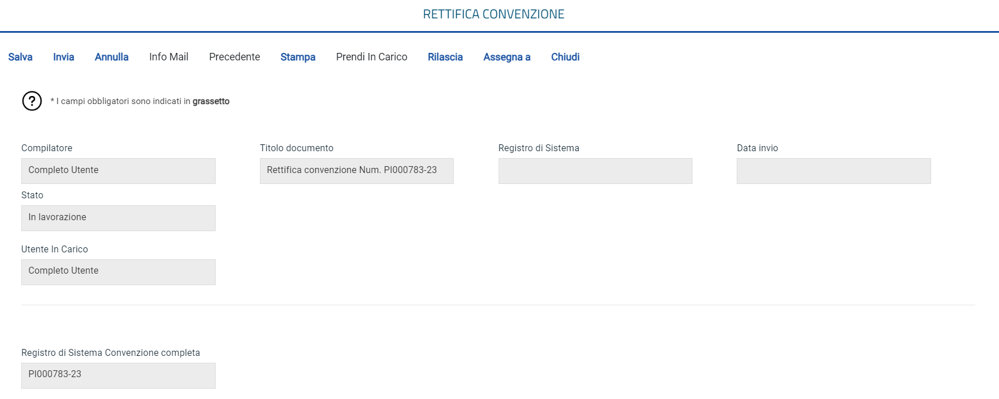 RETTIFICA CONVENZIONE
Salva Invia Annulla Info Mail Precedente Stampa Prendi In Carico Rilascia Assegna a Chiudi
? * I campi obbligatori sono indicati in grassetto
Compilatore Titolo documento Registro di Sistema Data invio
Completo Utente Rettifica convenzione Num. PI000783-23
Stato
In lavorazione
Utente In Carico
Completo Utente
Registro di Sistema Convenzione completa
PI000783-23